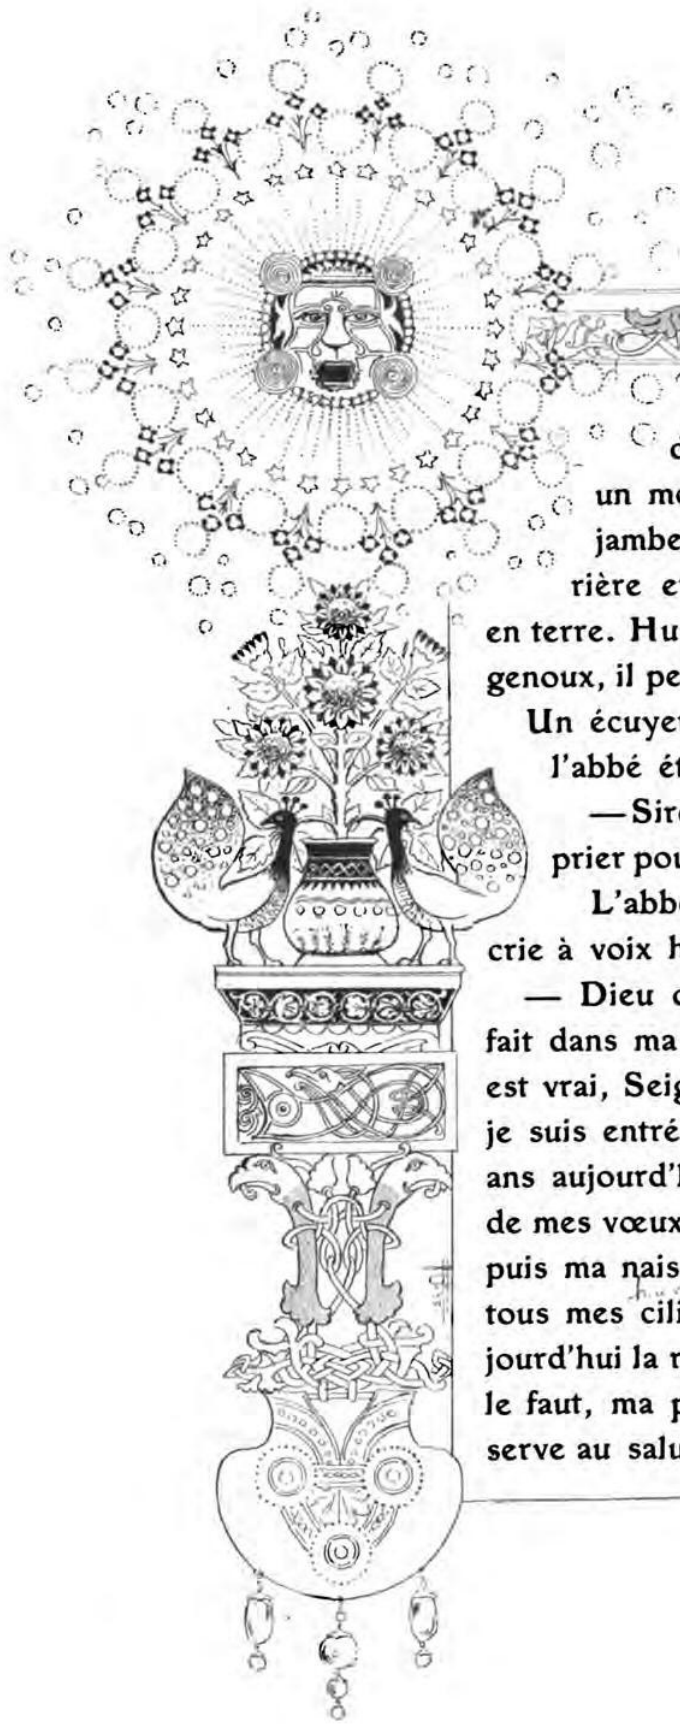 un
jambe
rière
en terre. Hu
genoux, il pe
Un écuye
l'abbé ét
— Sire
prier pou
L'abbé
crie à voix h
— Dieu
fait dans ma
est vrai, Seig
je suis entré
ans aujourd'h
de mes vœux
puis ma nais
tous mes cili
jourd'hui la
le faut, ma p
serve au salu